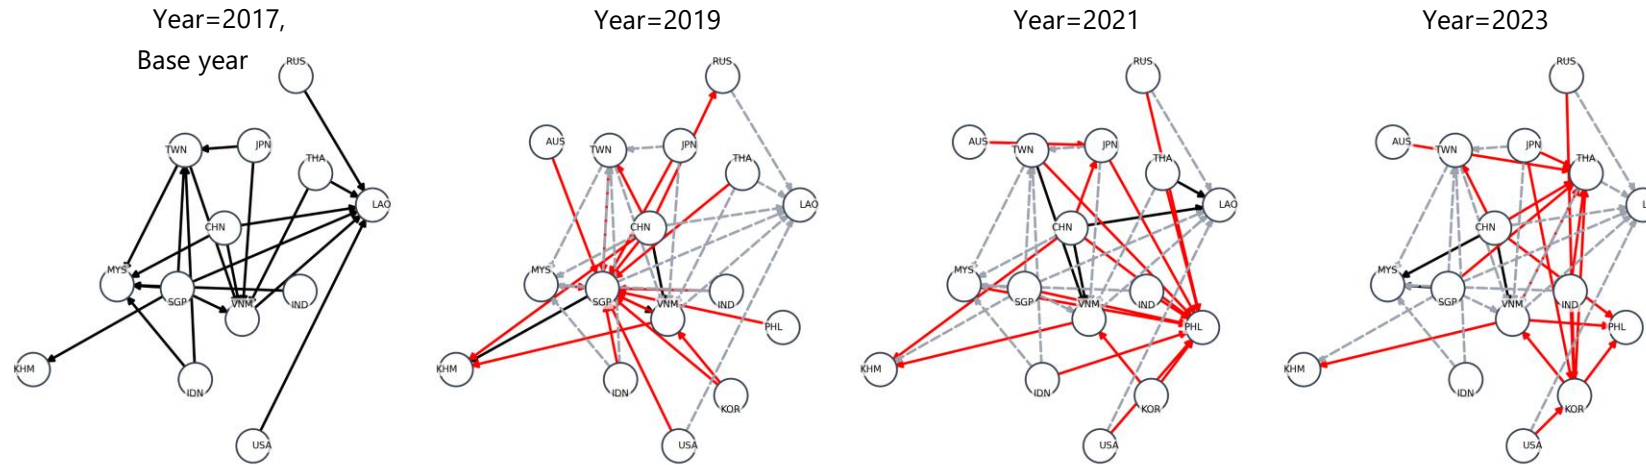 Year=2017,
Base year
RUS
TWN
JPN
THA
LAO
CHN
MYS
SGP
VNM
IND
KHM
IDN
USA
Year=2019
RUS
AUS
TWN
JPN
THA
LAO
CHN
MYS
SGP
VNM
IND
PHL
KHM
IDN
KOR
USA
Year=2021
RUS
AUS
TWN
JPN
THA
LAO
CHN
MYS
SGP
VNM
IND
PHL
KHM
IDN
KOR
USA
Year=2023
RUS
AUS
TWN
JPN
THA
L
CHN
MYS
SGP
VNM
IND
PHL
KHM
IDN
KOR
USA